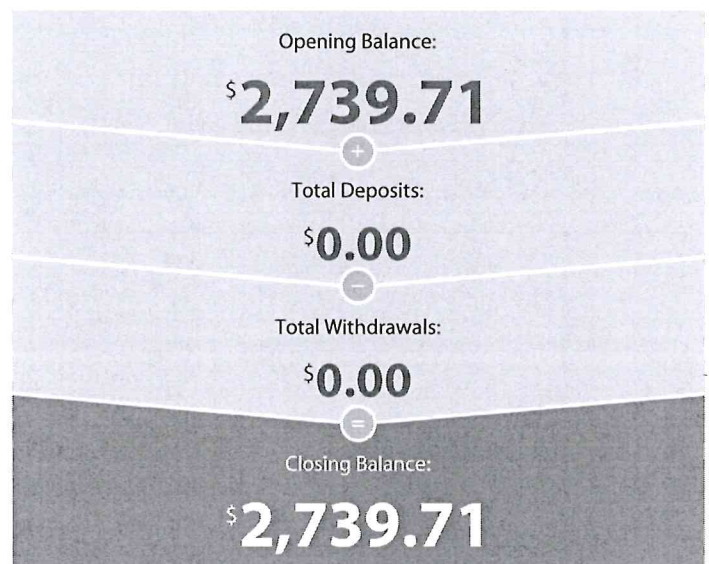 Opening Balance:
$2,739.71
+
Total Deposits:
$0.00
−
Total Withdrawals:
$0.00
=
Closing Balance:
$2,739.71